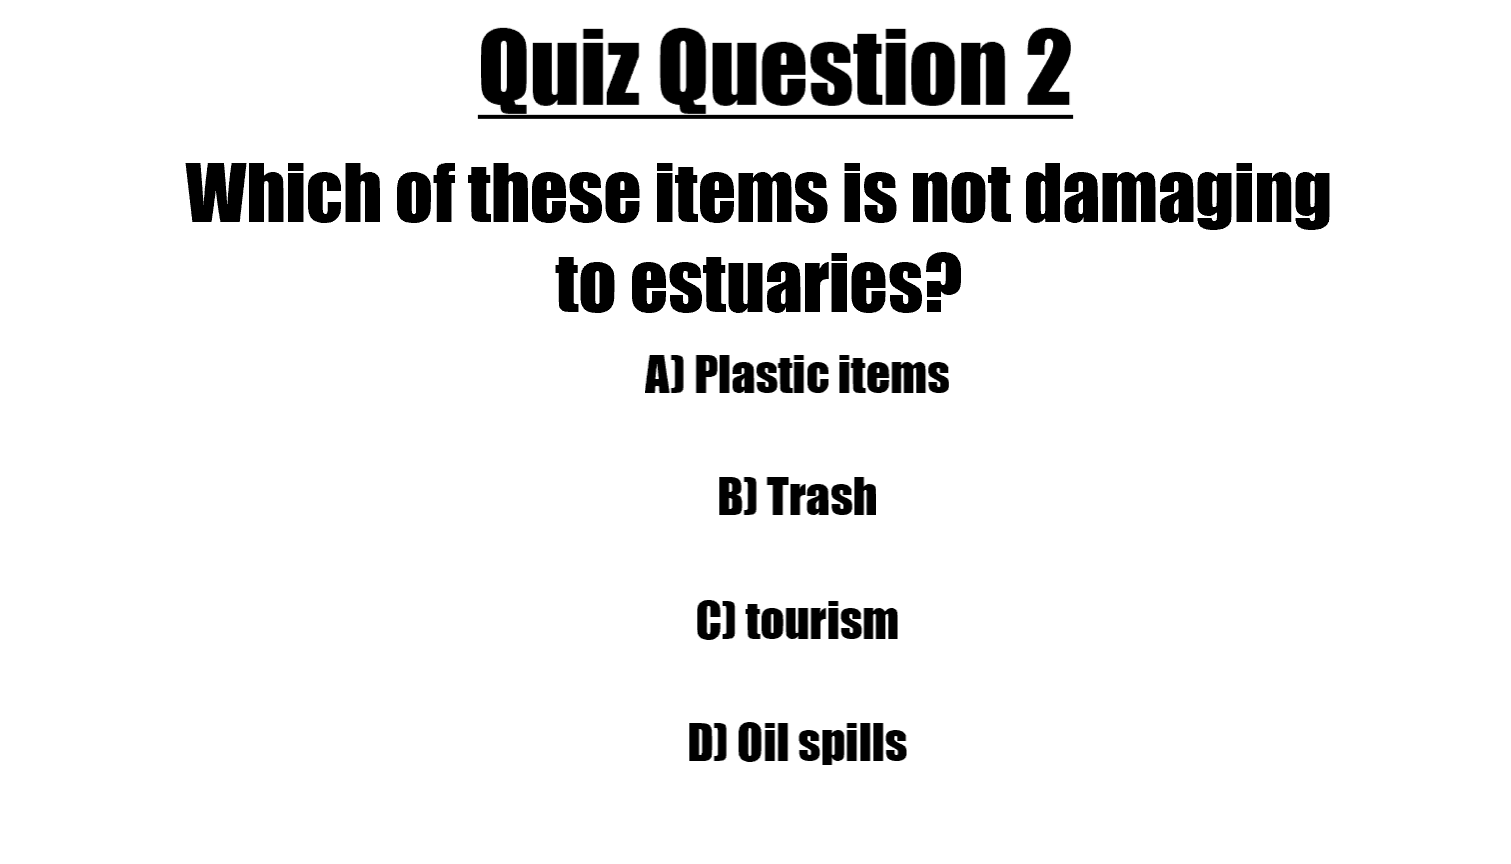 Quiz Question 2
Which of these items is not damaging
to estuaries?
A) Plastic items
B) Trash
C) tourism
D) Oil spills